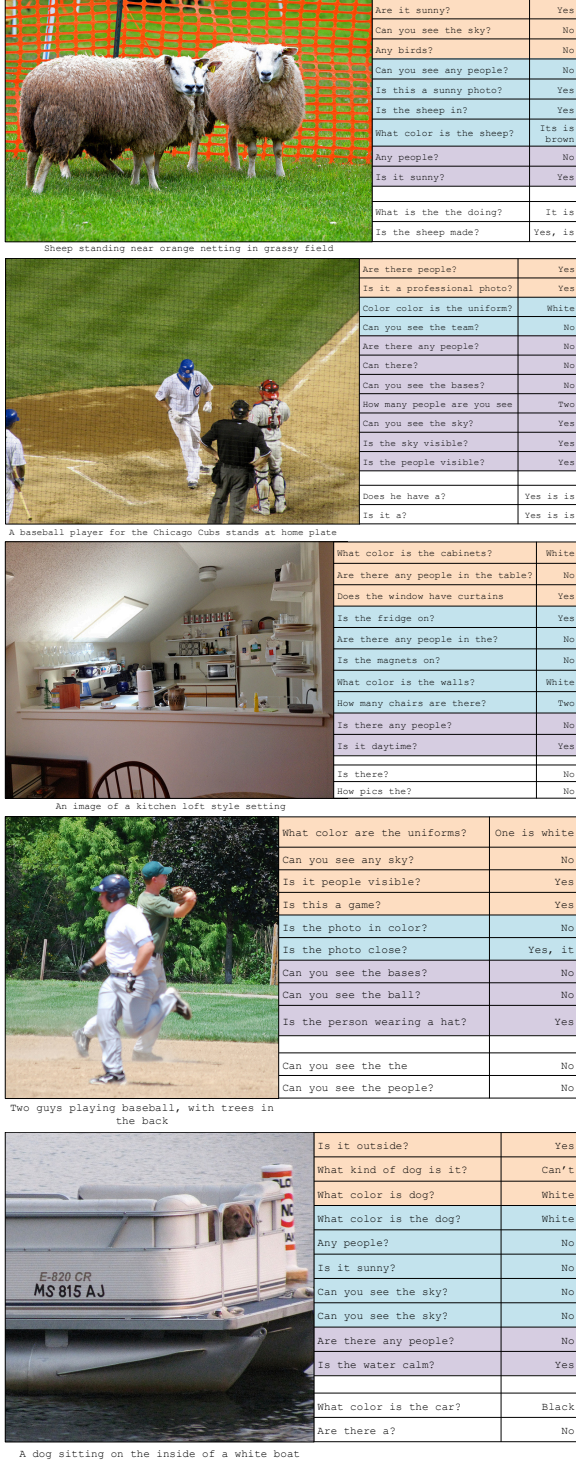 Are it sunny? Yes
Can you see the sky? No
Any birds? No
Can you see any people? No
Is this a sunny photo? Yes
Is the sheep in? Yes
What color is the sheep? Its is
brown
Any people? No
Is it sunny? Yes
What is the the doing? It is
Is the sheep made? Yes, is
Sheep standing near orange netting in grassy field
Are there people? Yes
Is it a professional photo? Yes
Color color is the uniform? White
Can you see the team? No
Are there any people? No
Can there? No
Can you see the bases? No
How many people are you see Two
Can you see the sky? Yes
Is the sky visible? Yes
Is the people visible? Yes
Does he have a? Yes is is
Is it a? Yes is is
A baseball player for the Chicago Cubs stands at home plate
What color is the cabinets? White
Are there any people in the table? No
Does the window have curtains Yes
Is the fridge on? Yes
Are there any people in the? No
Is the magnets on? No
What color is the walls? White
How many chairs are there? Two
Is there any people? No
Is it daytime? Yes
Is there? No
How pics the? No
An image of a kitchen loft style setting
What color are the uniforms? One is white
Can you see any sky? No
Is it people visible? Yes
Is this a game? Yes
Is the photo in color? No
Is the photo close? Yes, it
Can you see the bases? No
Can you see the ball? No
Is the person wearing a hat? Yes
Can you see the the No
Can you see the people? No
Two guys playing baseball, with trees in
the back
E-820 CR
MS 815 AJ
Is it outside? Yes
What kind of dog is it? Can't
What color is dog? White
What color is the dog? White
Any people? No
Is it sunny? No
Can you see the sky? No
Can you see the sky? No
Are there any people? No
Is the water calm? Yes
What color is the car? Black
Are there a? No
A dog sitting on the inside of a white boat